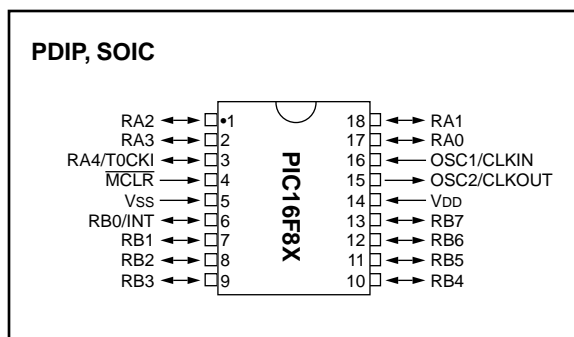 PDIP, SOIC
RA2 •1 18 RA1
RA3 2 17 RA0
RA4/T0CKI 3 16 OSC1/CLKIN
MCLR 4 15 OSC2/CLKOUT
VSS 5 14 VDD
RB0/INT 6 13 RB7
RB1 7 12 RB6
RB2 8 11 RB5
RB3 9 10 RB4
PIC16F8X